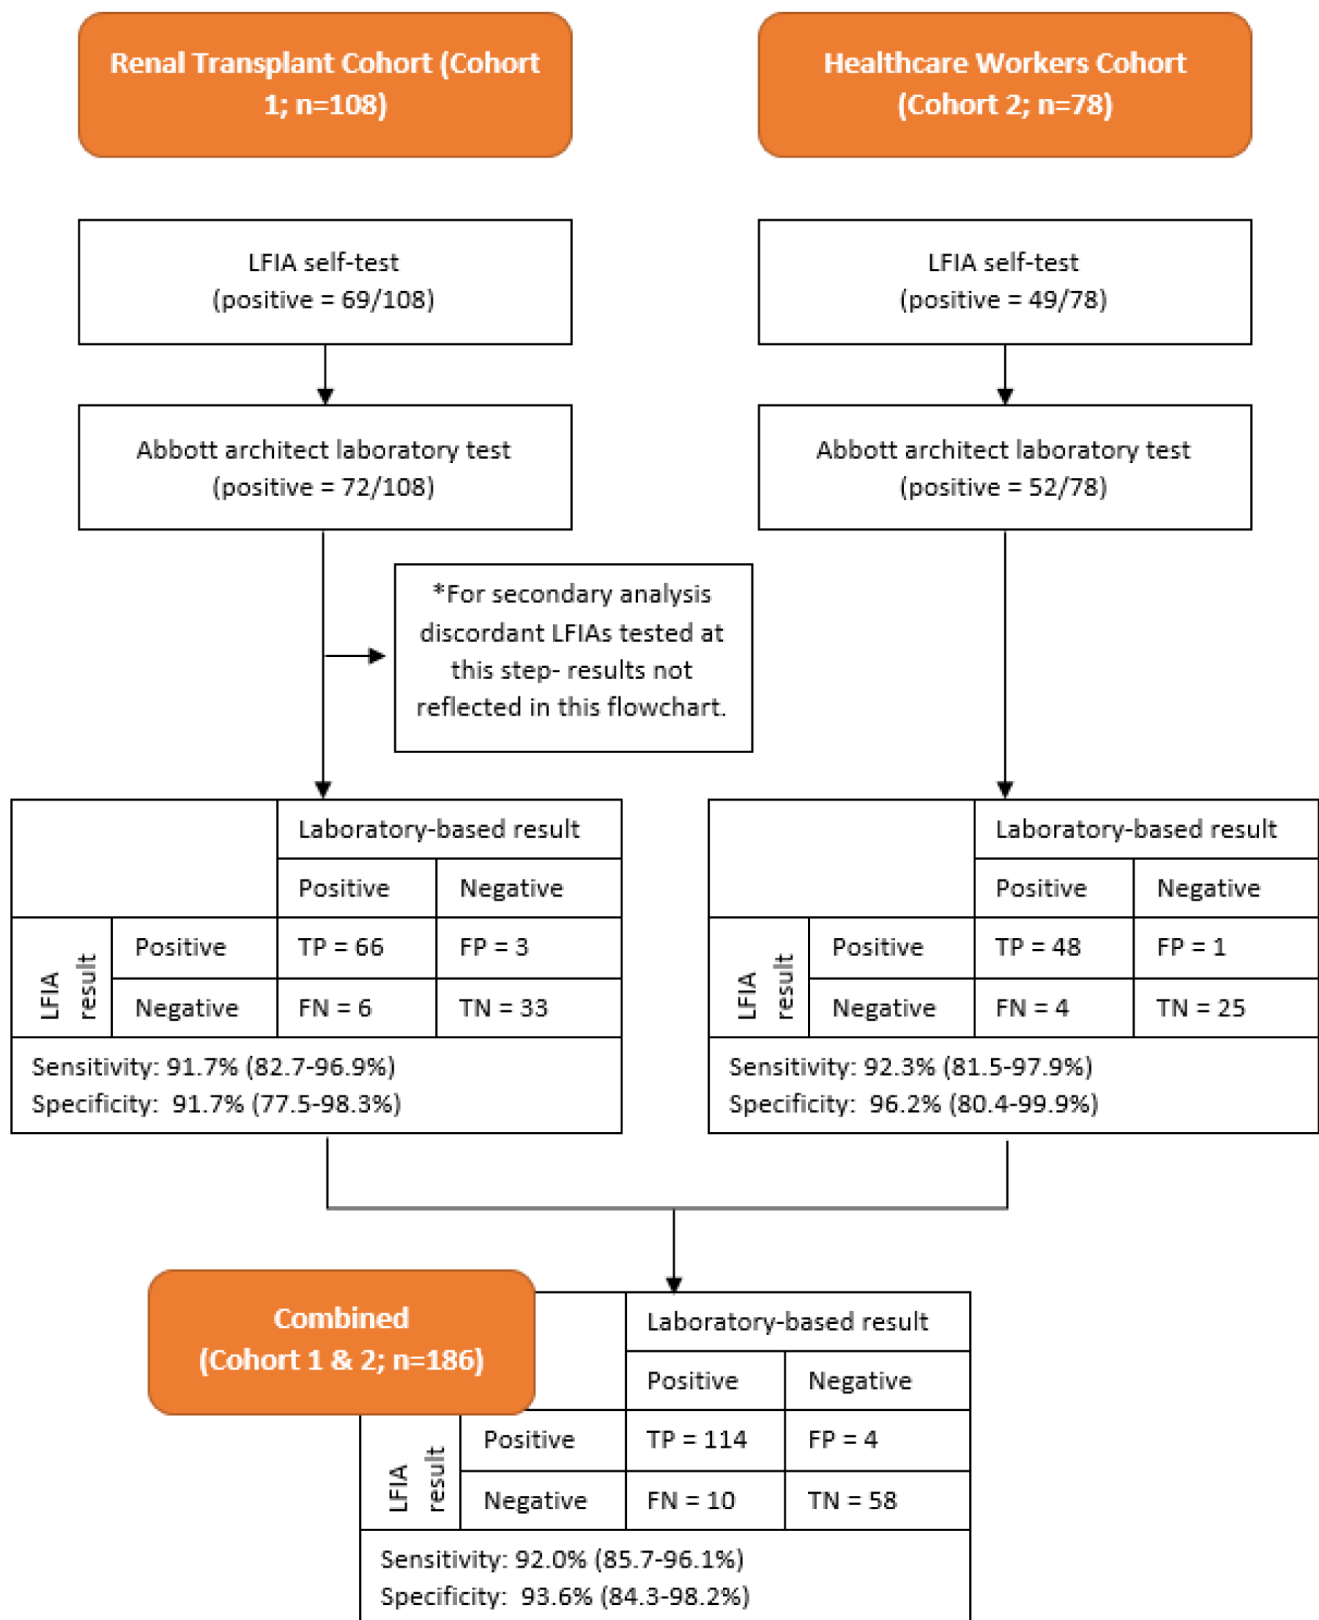 Renal Transplant Cohort (Cohort
1; n=108)
Healthcare Workers Cohort
(Cohort 2; n=78)
LFIA self-test
(positive = 69/108)
LFIA self-test
(positive = 49/78)
Abbott architect laboratory test
(positive = 72/108)
Abbott architect laboratory test
(positive = 52/78)
*For secondary analysis
discordant LFIAs tested at
this step- results not
reflected in this flowchart.
Laboratory-based result
Positive Negative
LFIA
result
Positive TP = 66 FP = 3
Negative FN = 6 TN = 33
Sensitivity: 91.7% (82.7-96.9%)
Specificity: 91.7% (77.5-98.3%)
Laboratory-based result
Positive Negative
LFIA
result
Positive TP = 48 FP = 1
Negative FN = 4 TN = 25
Sensitivity: 92.3% (81.5-97.9%)
Specificity: 96.2% (80.4-99.9%)
Combined
(Cohort 1 & 2; n=186)
Laboratory-based result
Positive Negative
LFIA
result
Positive TP = 114 FP = 4
Negative FN = 10 TN = 58
Sensitivity: 92.0% (85.7-96.1%)
Specificity: 93.6% (84.3-98.2%)